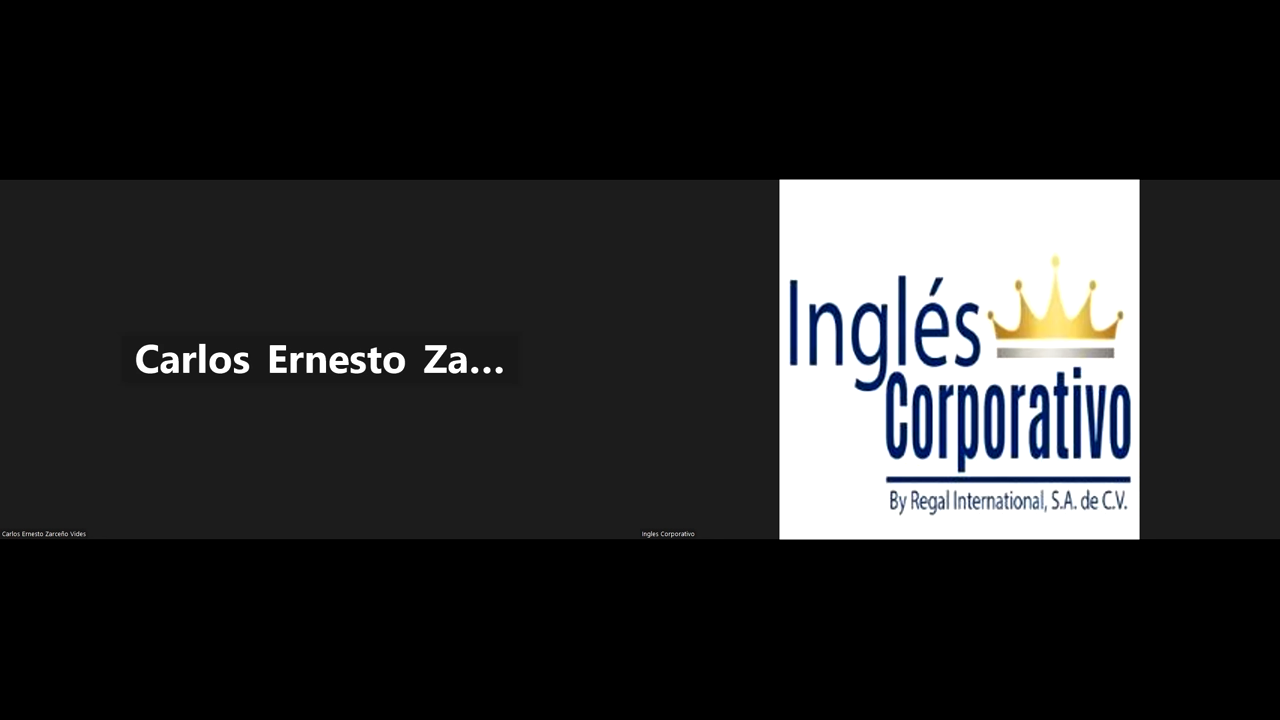 Carlos Ernesto Za...
Carlos Ernesto Zarceño Vides
Inglés
Corporativo
By Regal International, S.A. de C.V.
Ingles Corporativo